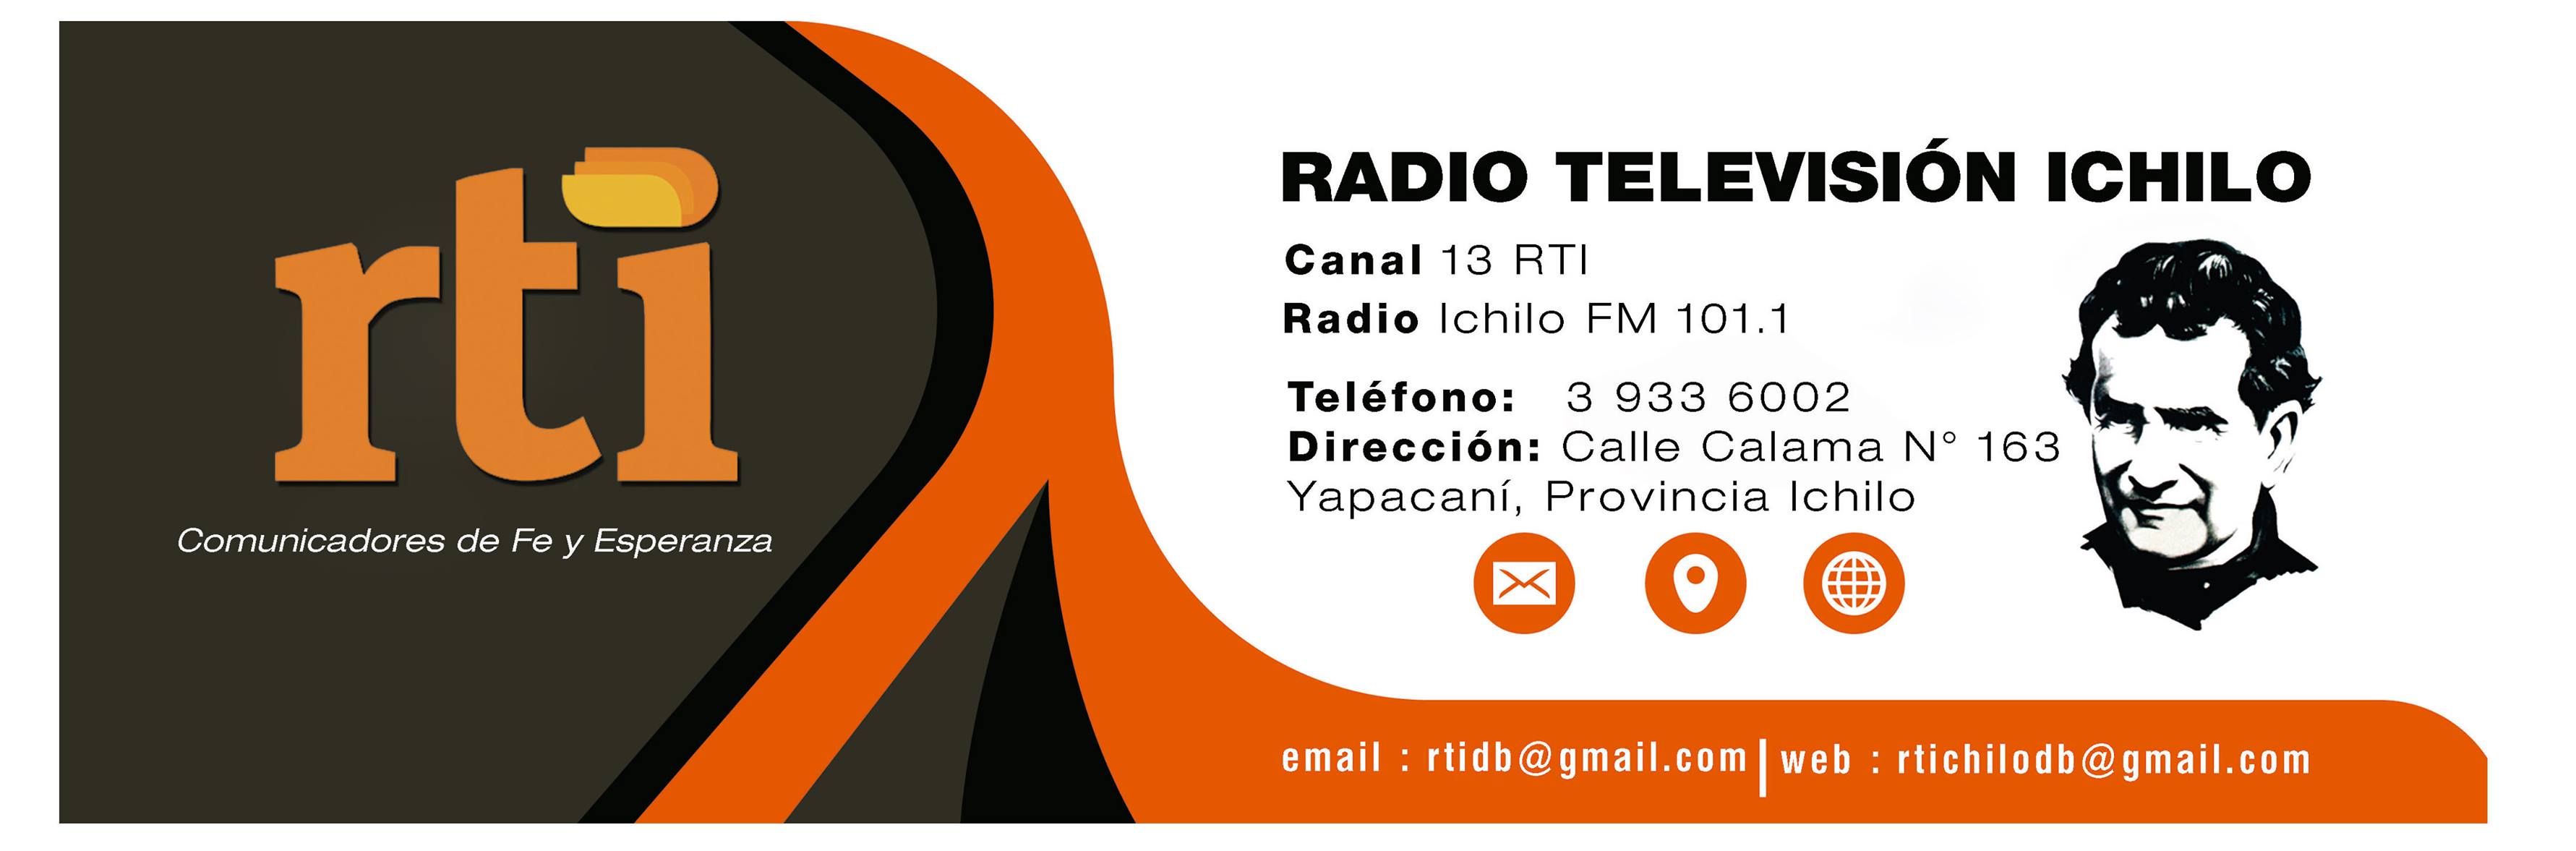 rti
Comunicadores de Fe y Esperanza
RADIO TELEVISIÓN ICHILO
Canal 13 RTI
Radio Ichilo FM 101.1
Teléfono: 3 933 6002
Dirección: Calle Calama N° 163
Yapacaní, Provincia Ichilo
email : rtidb@gmail.com | web : rtichilodb@gmail.com